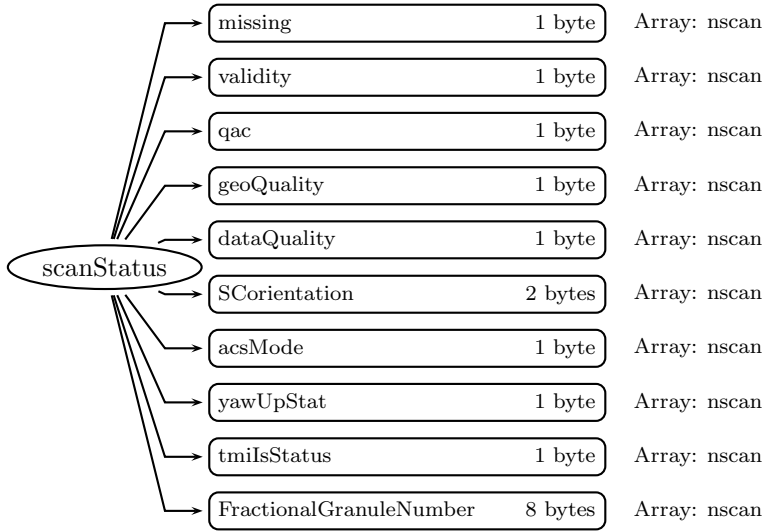 missing 1 byte Array: nscan
validity 1 byte Array: nscan
qac 1 byte Array: nscan
geoQuality 1 byte Array: nscan
dataQuality 1 byte Array: nscan
scanStatus
SCorientation 2 bytes Array: nscan
acsMode 1 byte Array: nscan
yawUpStat 1 byte Array: nscan
tmiIsStatus 1 byte Array: nscan
FractionalGranuleNumber 8 bytes Array: nscan